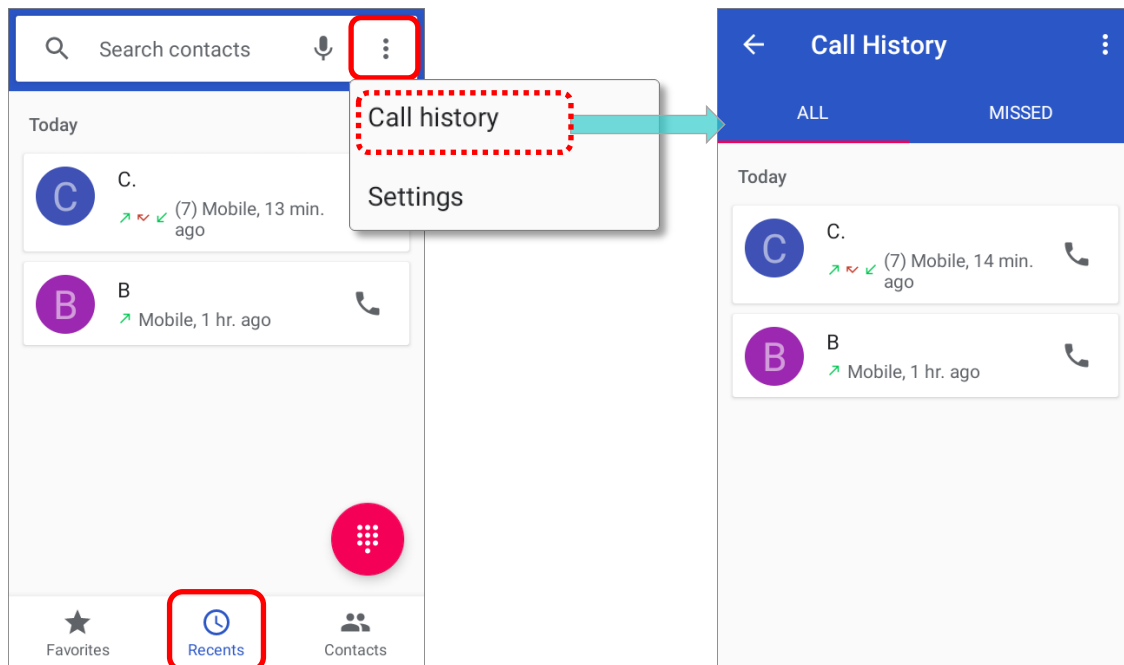 Search contacts
Call history
Settings
Today
C
C.
(7) Mobile, 13 min.
ago
B
B
Mobile, 1 hr. ago
Favorites
Recents
Contacts
Call History
ALL
MISSED
Today
C
C.
(7) Mobile, 14 min.
ago
B
B
Mobile, 1 hr. ago